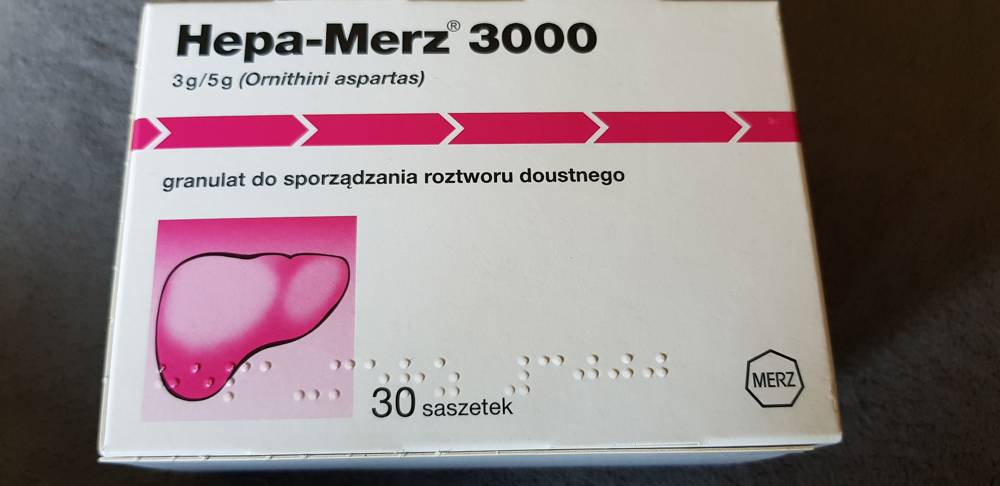 Hepa-Merz® 3000
3g/5g (Ornithini aspartas)
granulat do sporządzania roztworu doustnego
30 saszetek
MERZ